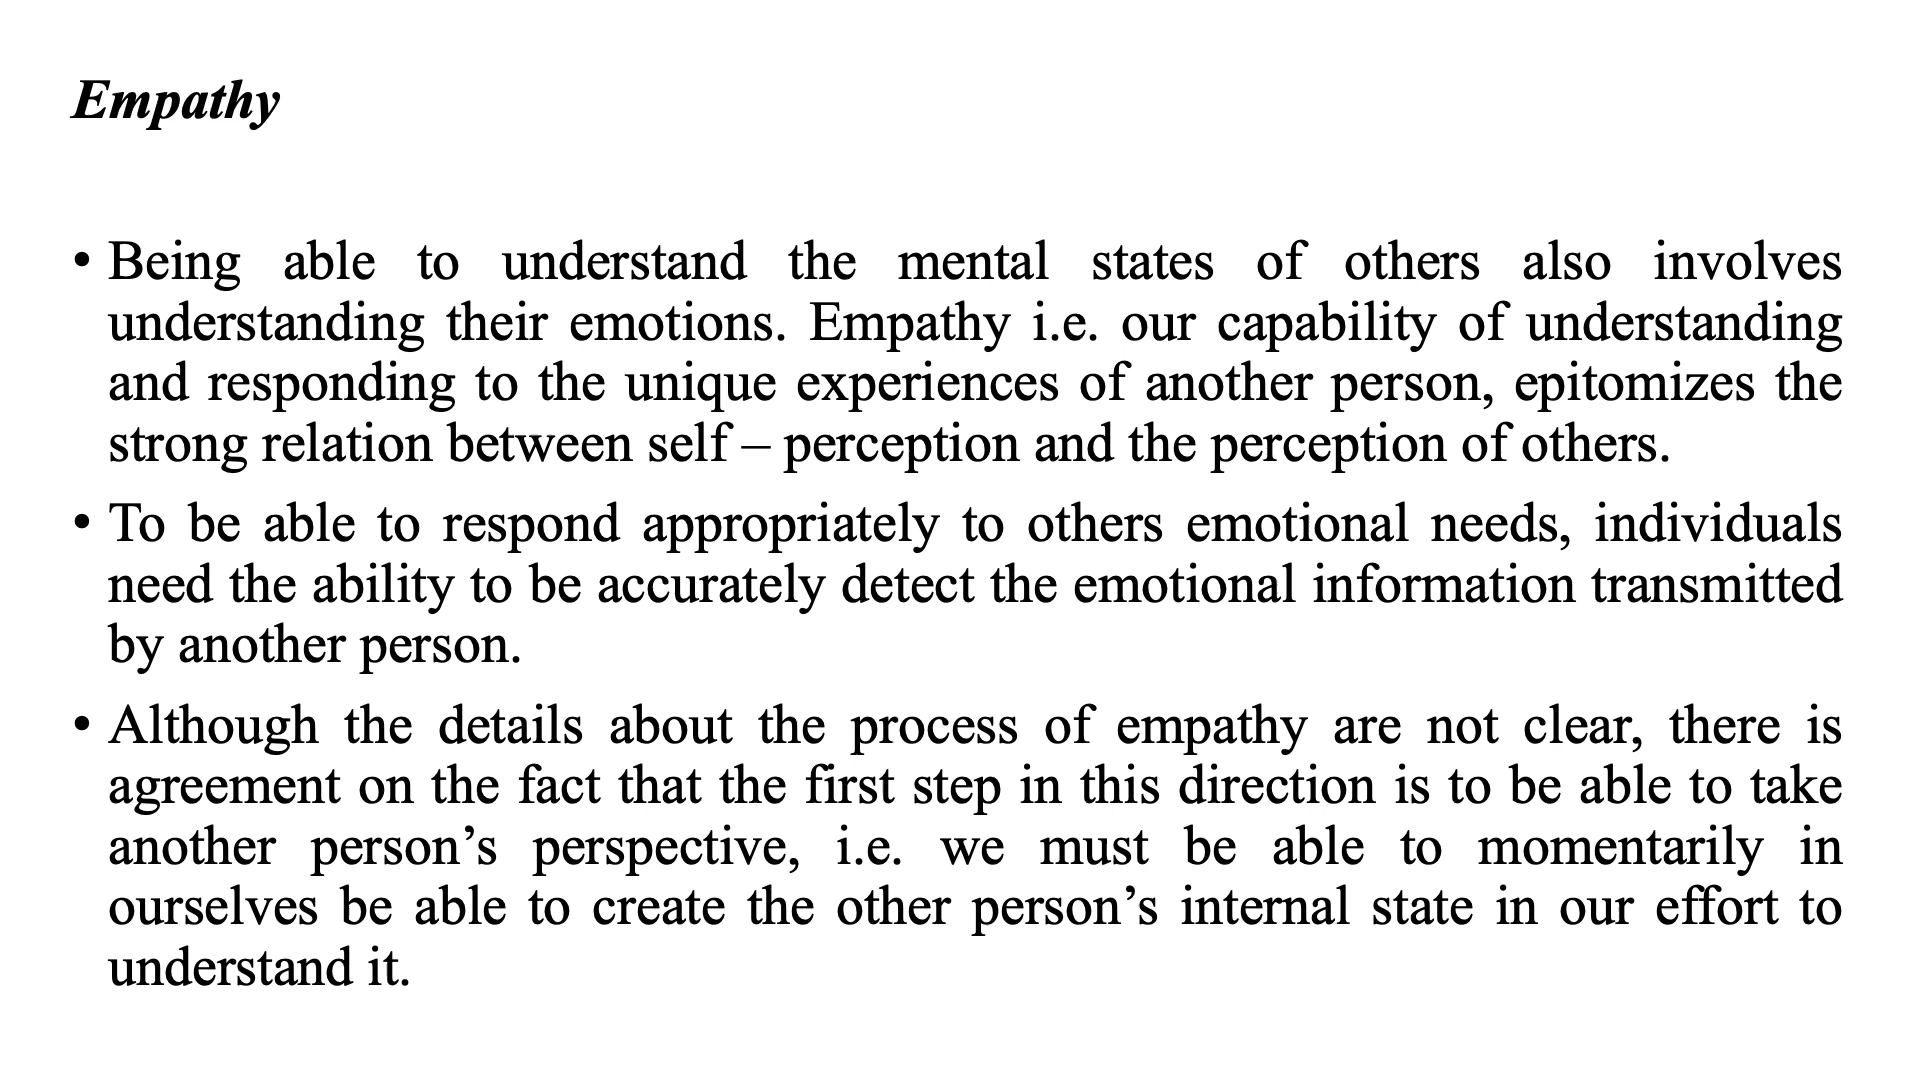 Empathy
• Being able to understand the mental states of others also involves
understanding their emotions. Empathy i.e. our capability of understanding
and responding to the unique experiences of another person, epitomizes the
strong relation between self – perception and the perception of others.
• To be able to respond appropriately to others emotional needs, individuals
need the ability to be accurately detect the emotional information transmitted
by another person.
• Although the details about the process of empathy are not clear, there is
agreement on the fact that the first step in this direction is to be able to take
another person’s perspective, i.e. we must be able to momentarily in
ourselves be able to create the other person’s internal state in our effort to
understand it.